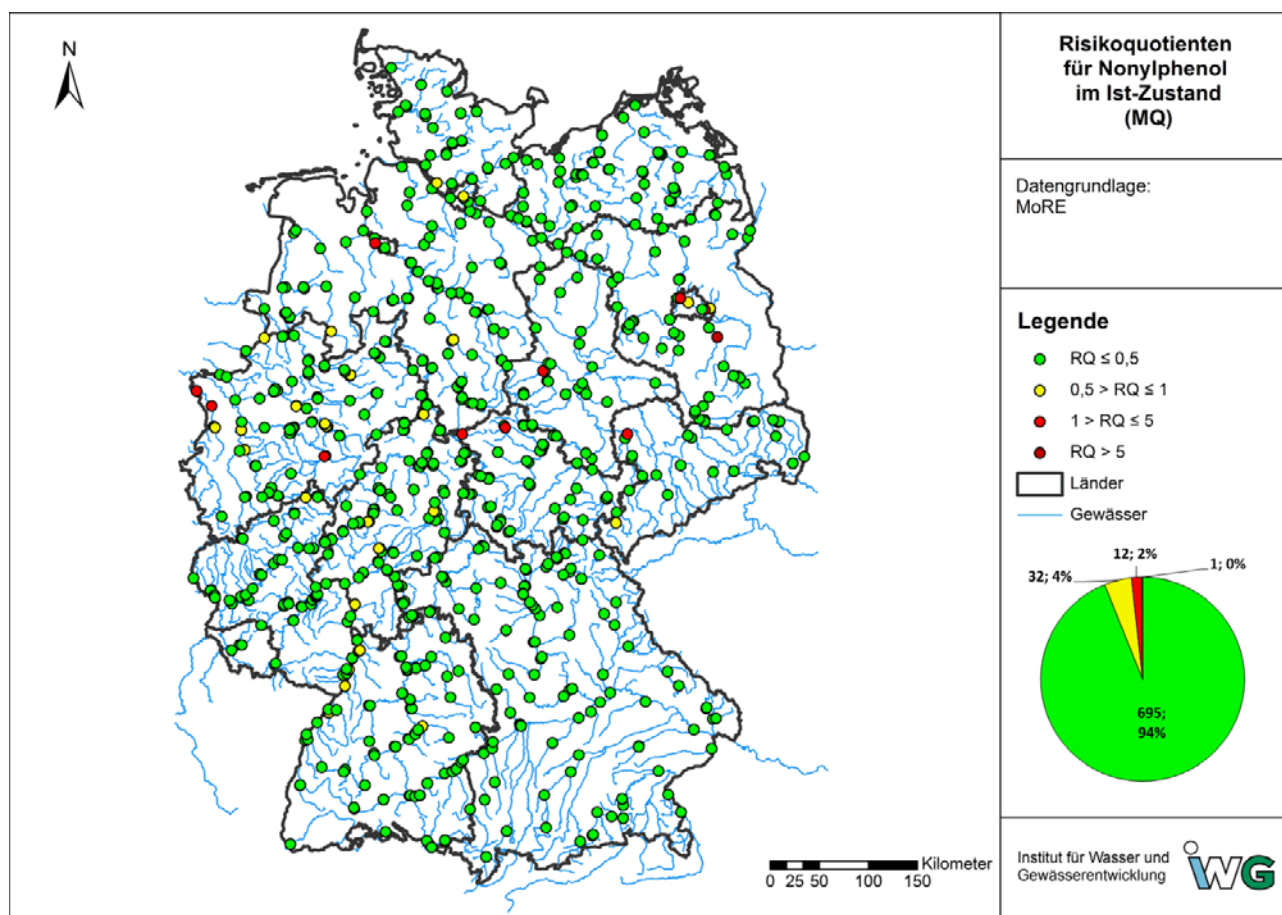 N
Risikoquotienten
für Nonylphenol
im Ist-Zustand
(MQ)
Datengrundlage:
MoRE
Legende
RQ ≤ 0,5
0,5 > RQ ≤ 1
1 > RQ ≤ 5
RQ > 5
Länder
Gewässer
12; 2%
1; 0%
32; 4%
695;
94%
Kilometer
0 25 50 100 150
Institut für Wasser und
Gewässerentwicklung
iWG